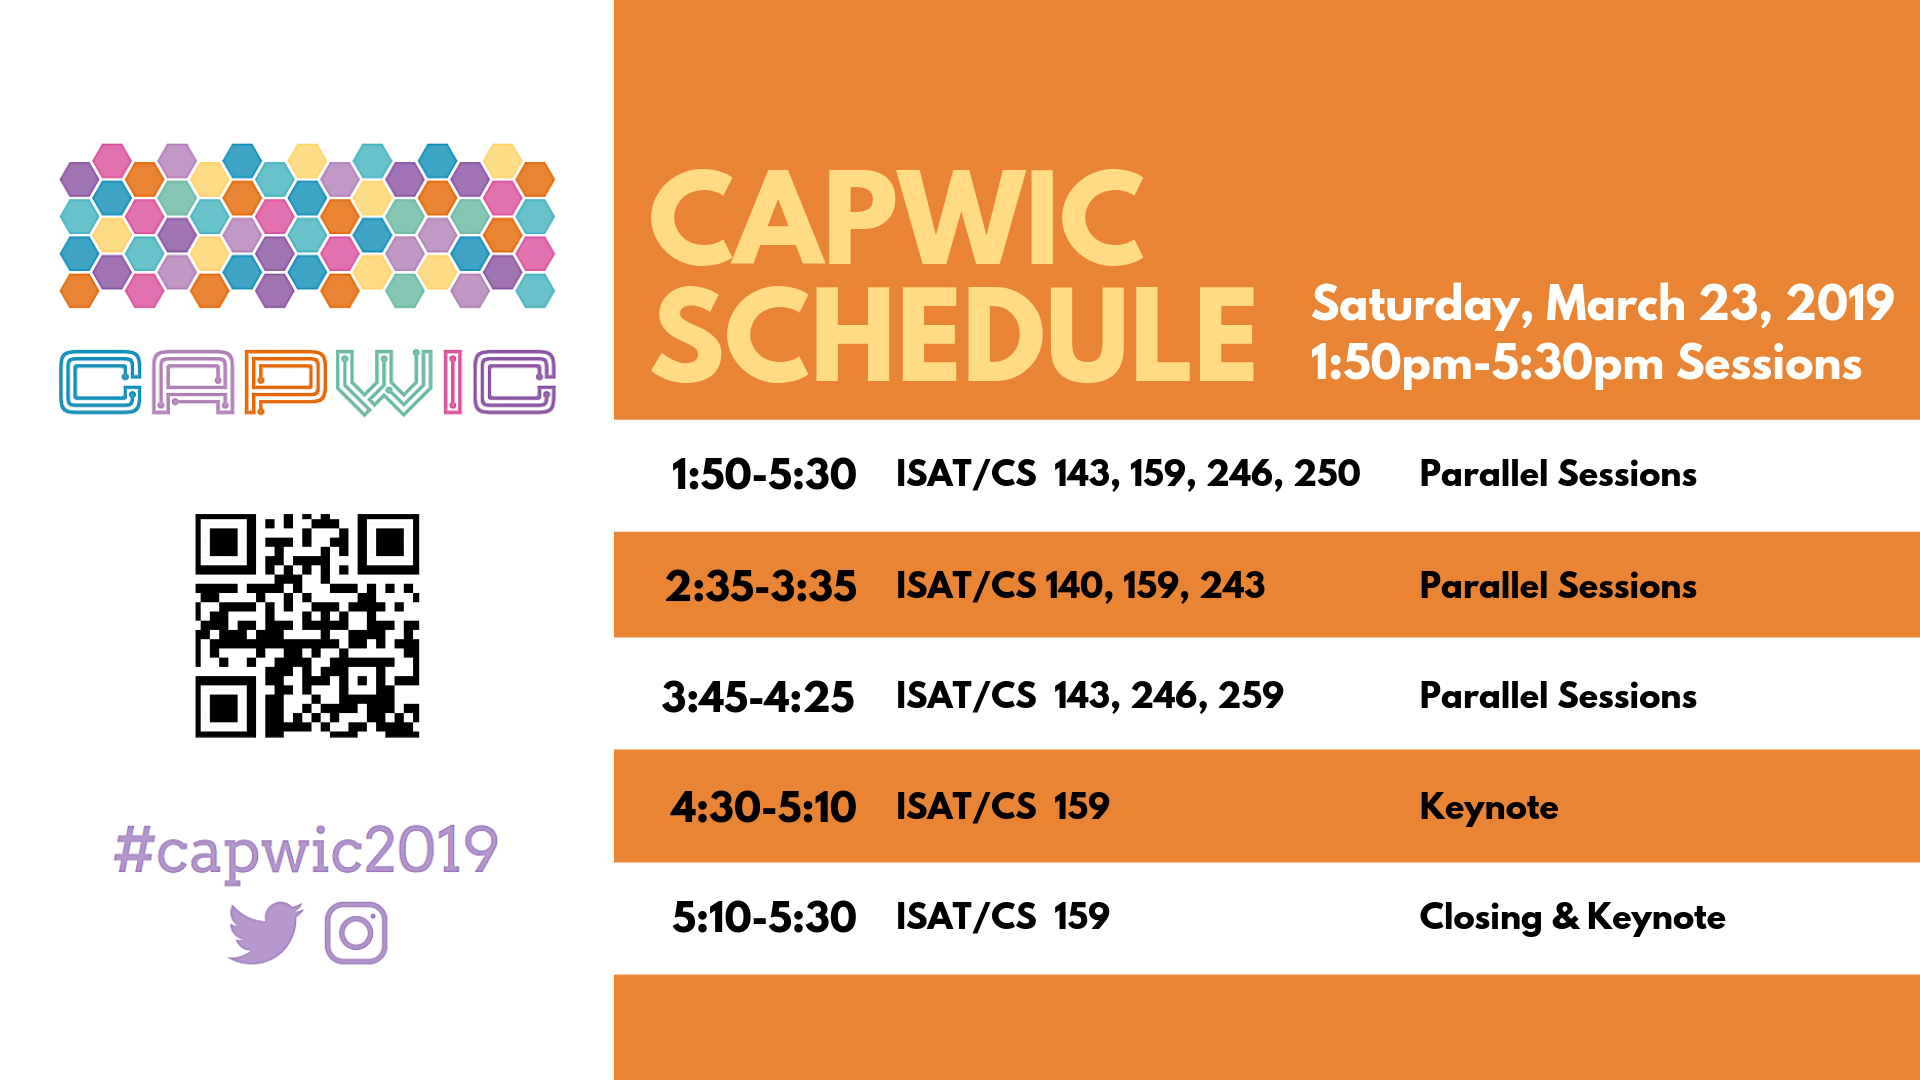 CAPWIC
#capwic2019
CAPWIC
SCHEDULE
Saturday, March 23, 2019
1:50pm-5:30pm Sessions
1:50-5:30 ISAT/CS 143, 159, 246, 250 Parallel Sessions
2:35-3:35 ISAT/CS 140, 159, 243 Parallel Sessions
3:45-4:25 ISAT/CS 143, 246, 259 Parallel Sessions
4:30-5:10 ISAT/CS 159 Keynote
5:10-5:30 ISAT/CS 159 Closing & Keynote